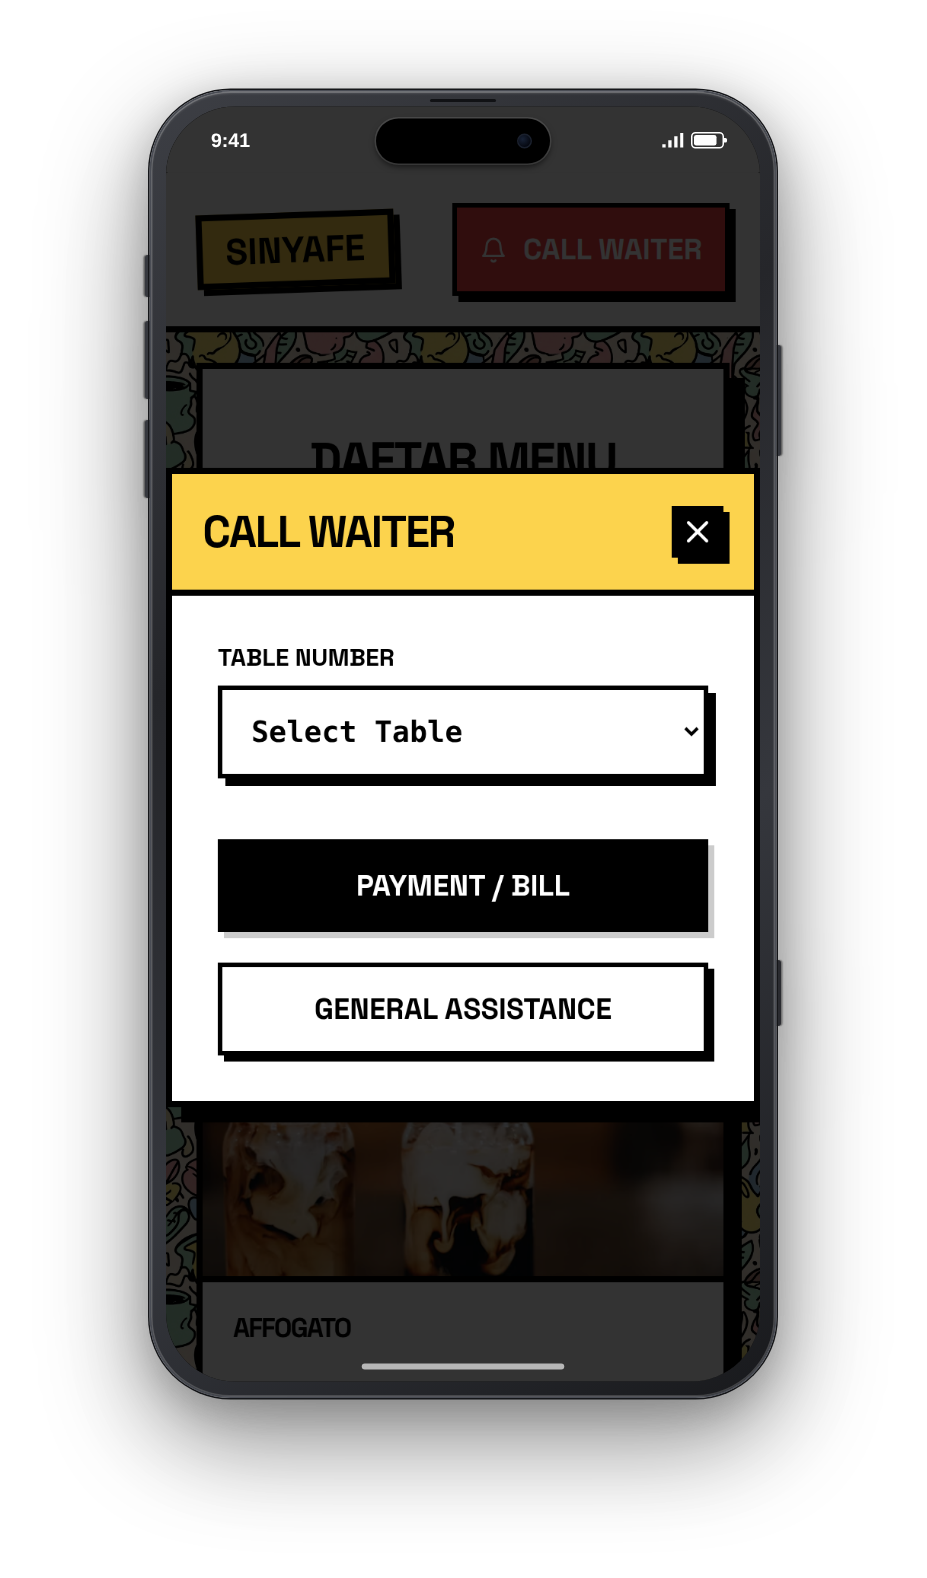 9:41
SINYAFE
CALL WAITER
DAFTAR MENU
CALL WAITER
TABLE NUMBER
Select Table
PAYMENT / BILL
GENERAL ASSISTANCE
AFFOGATO